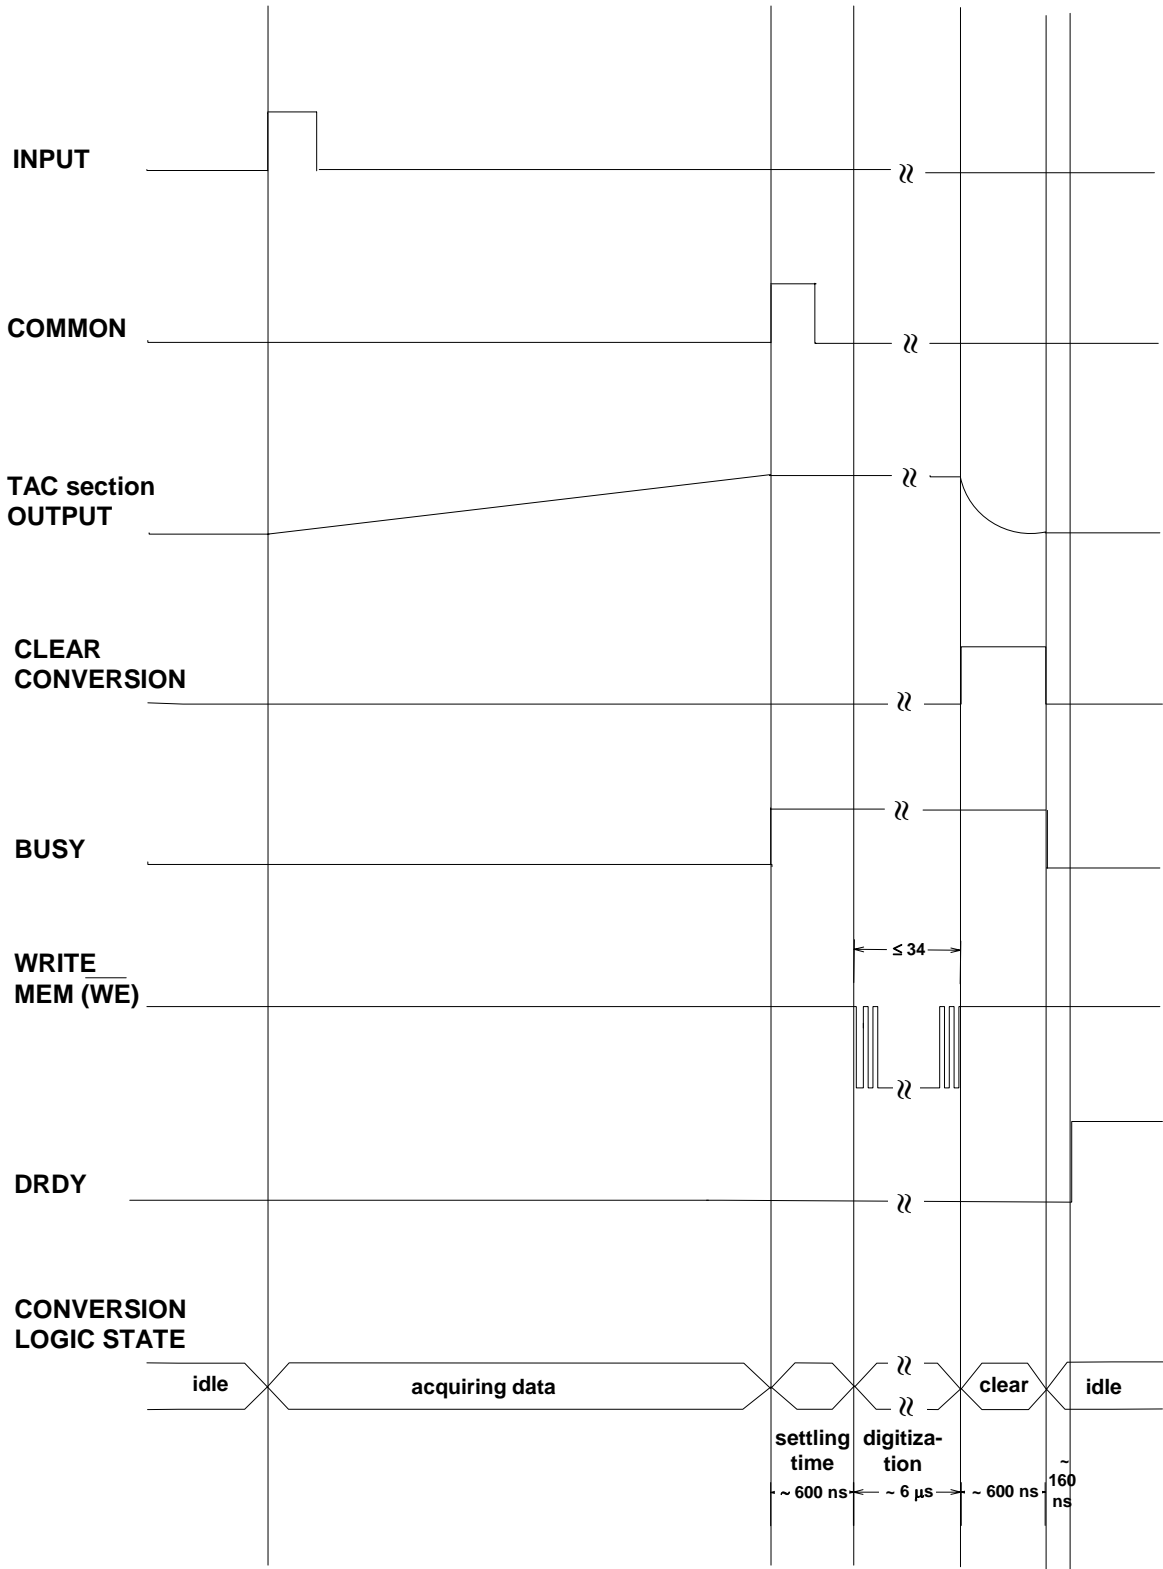 INPUT
COMMON
TAC section
OUTPUT
CLEAR
CONVERSION
BUSY
≤ 34
WRITE
MEM (WE)
DRDY
CONVERSION
LOGIC STATE
idle
acquiring data
clear
idle
settling
time
digitiza-
tion
~ 600 ns
~ 6 µs
~ 600 ns
~
160
ns